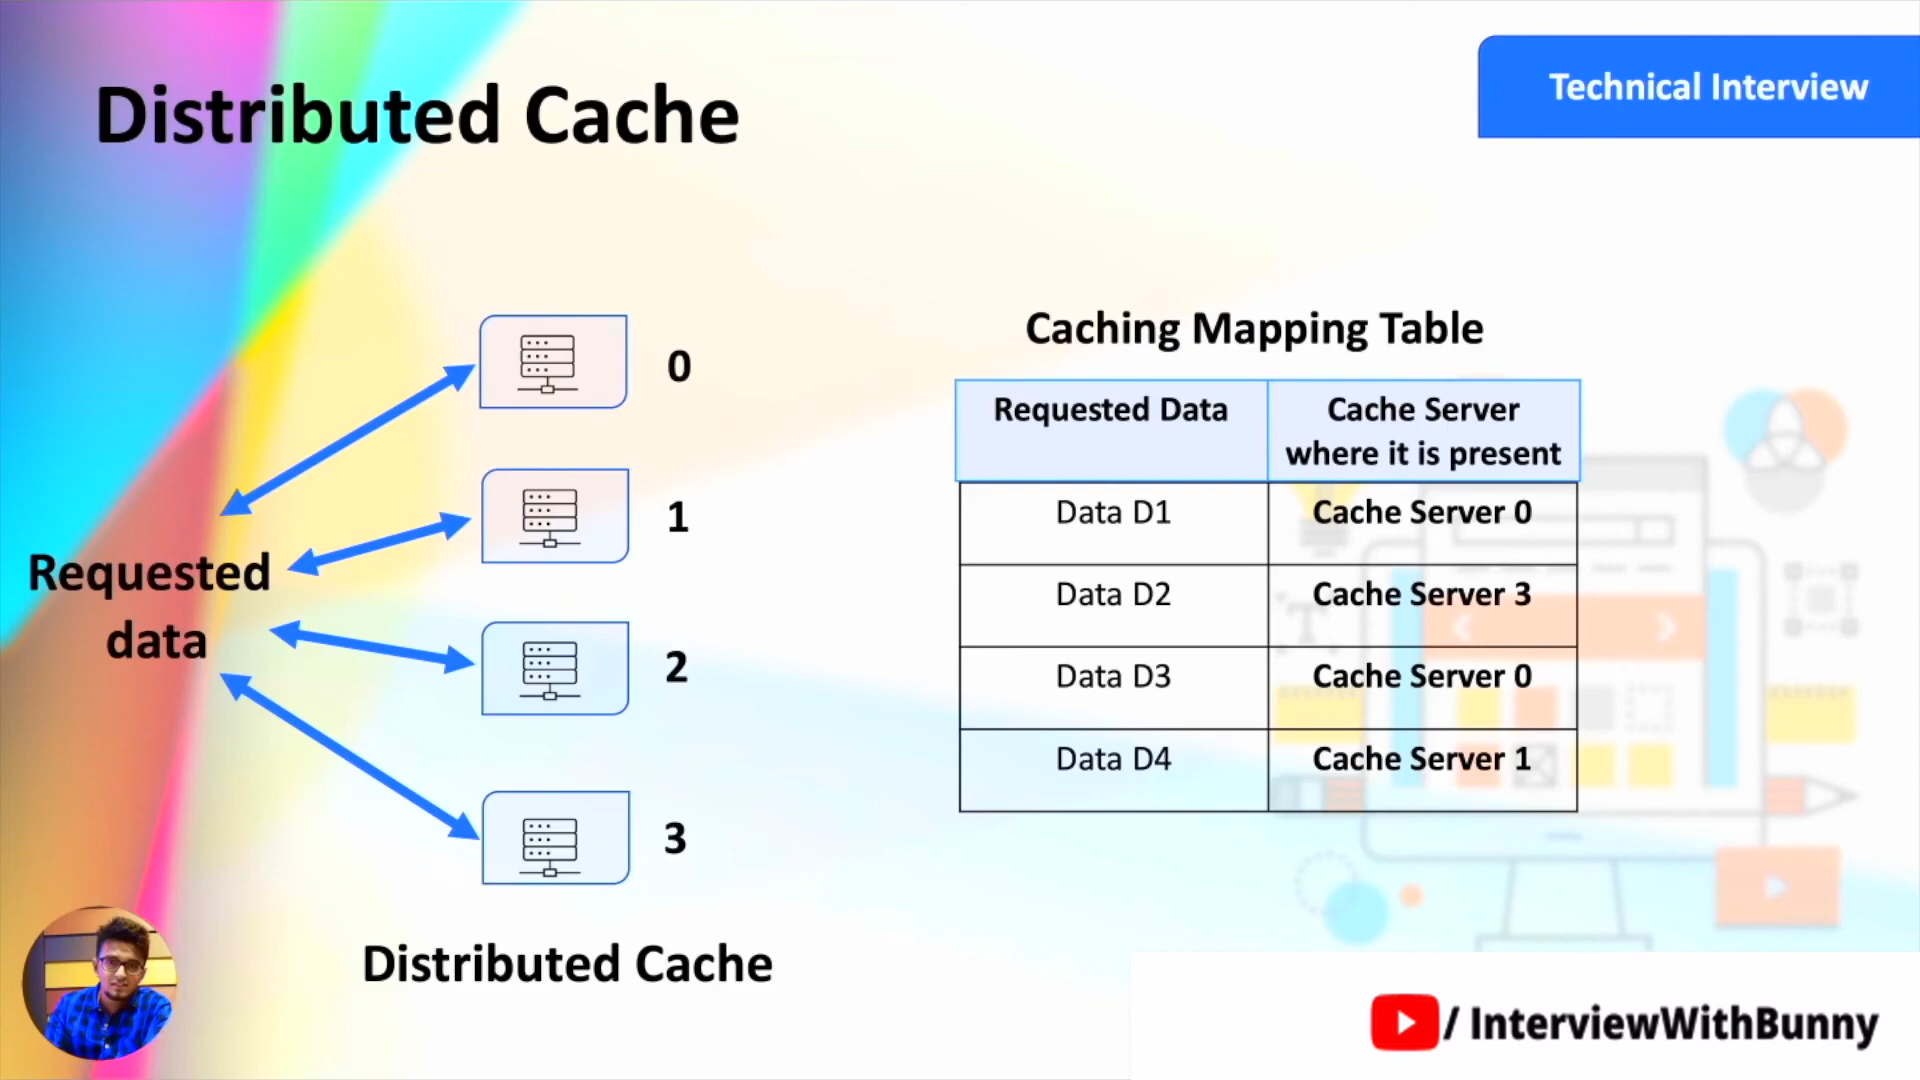 Distributed Cache
Technical Interview
0
1
2
3
Requested
data
Distributed Cache
Caching Mapping Table
Requested Data
Cache Server
where it is present
Data D1
Cache Server 0
Data D2
Cache Server 3
Data D3
Cache Server 0
Data D4
Cache Server 1
/ InterviewWithBunny